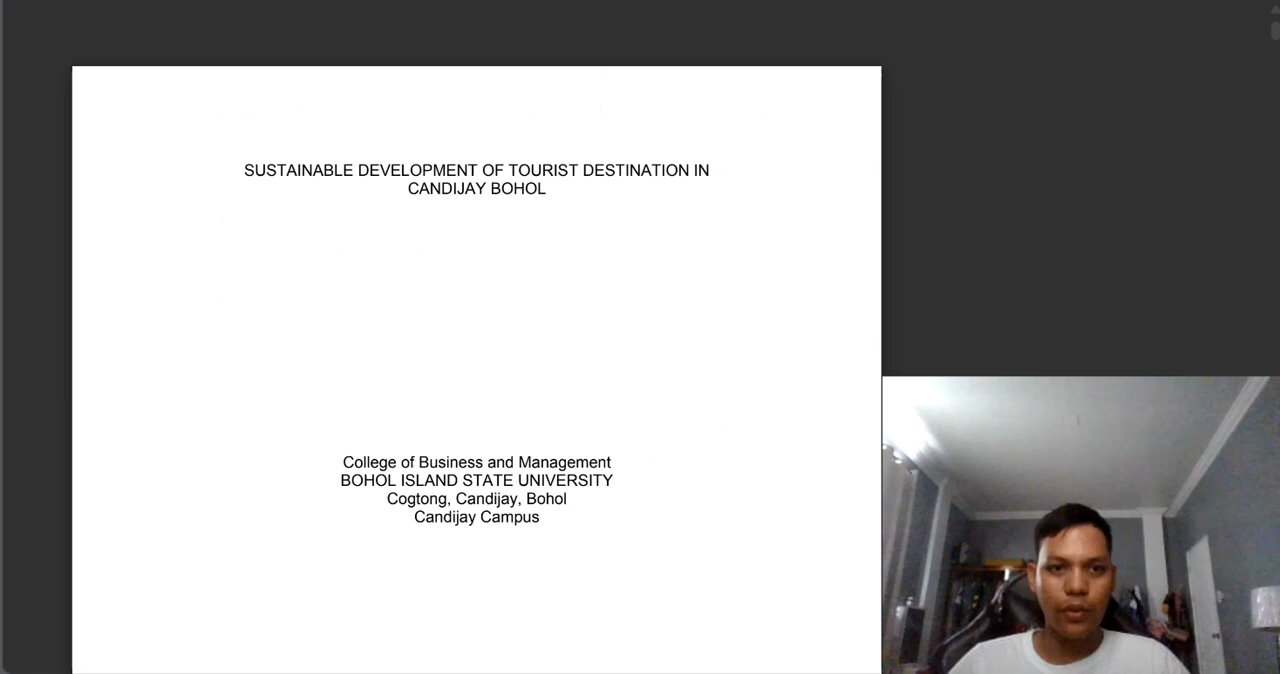 SUSTAINABLE DEVELOPMENT OF TOURIST DESTINATION IN
CANDIJAY BOHOL
College of Business and Management
BOHOL ISLAND STATE UNIVERSITY
Cogtong, Candijay, Bohol
Candijay Campus